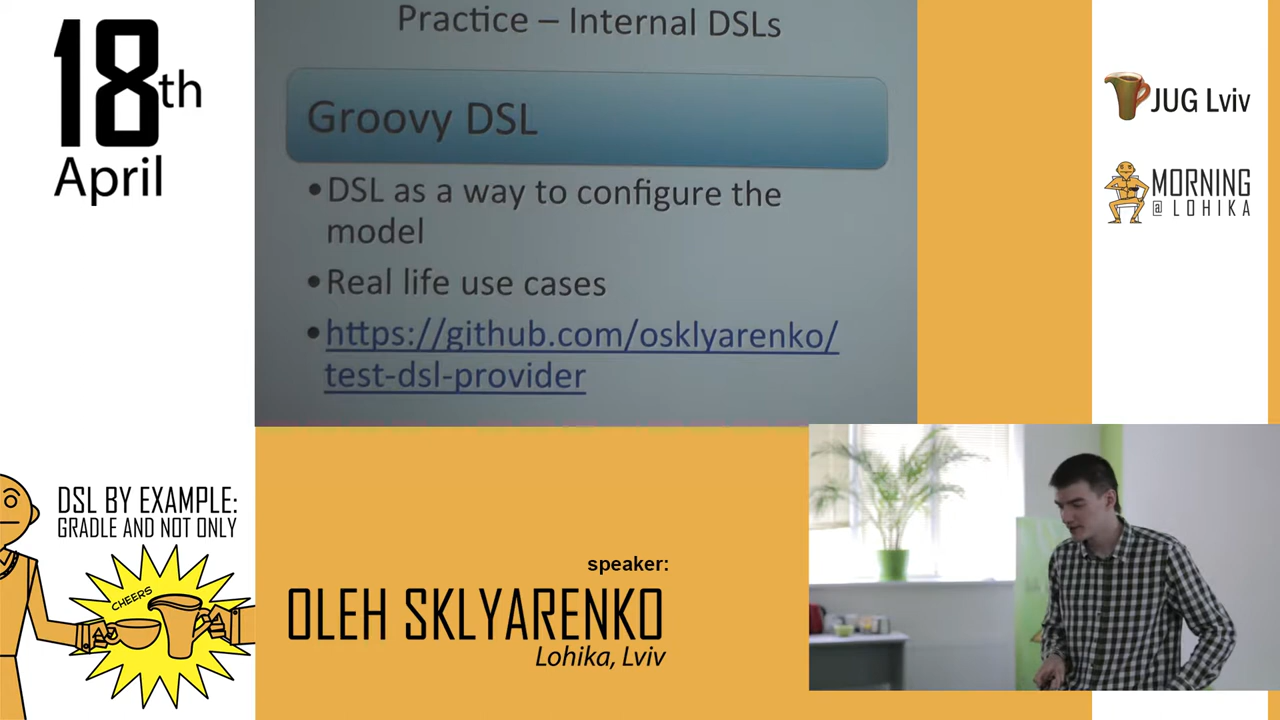 18th
April
Practice – Internal DSLs
Groovy DSL
•DSL as a way to configure the
model
•Real life use cases
•https://github.com/osklyarenko/
test-dsl-provider
JUG Lviv
MORNING
@ LOHIKA
DSL BY EXAMPLE:
GRADLE AND NOT ONLY
CHEERS
speaker:
OLEH SKLYARENKO
Lohika, Lviv